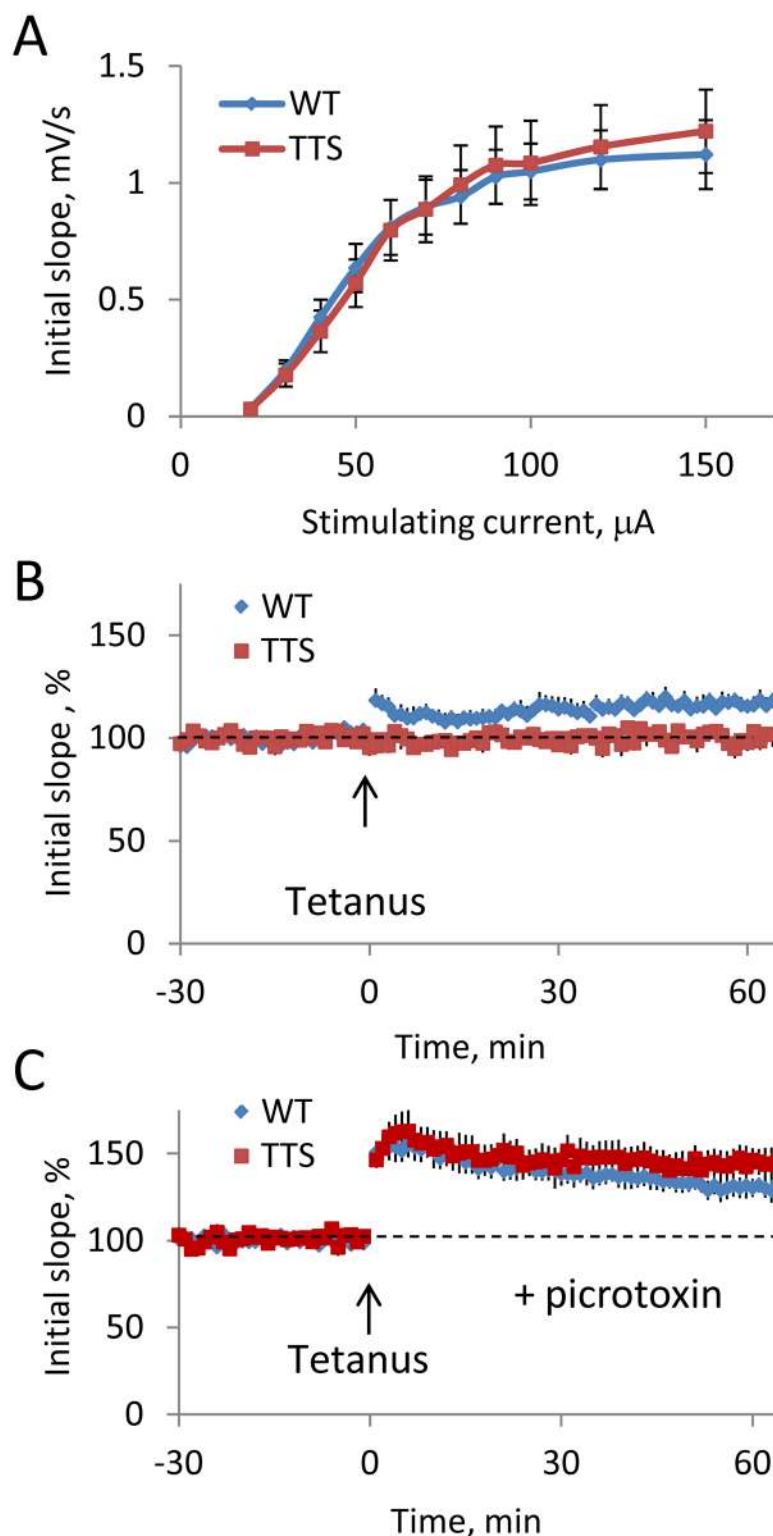 A
1.5
1
0.5
0
Initial slope, mV/s
WT
TTS
0 50 100 150
Stimulating current, μA
B
150
100
50
0
Initial slope , %
WT
TTS
Tetanus
-30 0 30 60
Time, min
C
150
100
50
0
Initial slope, %
WT
TTS
+ picrotoxin
Tetanus
-30 0 30 60
Time, min